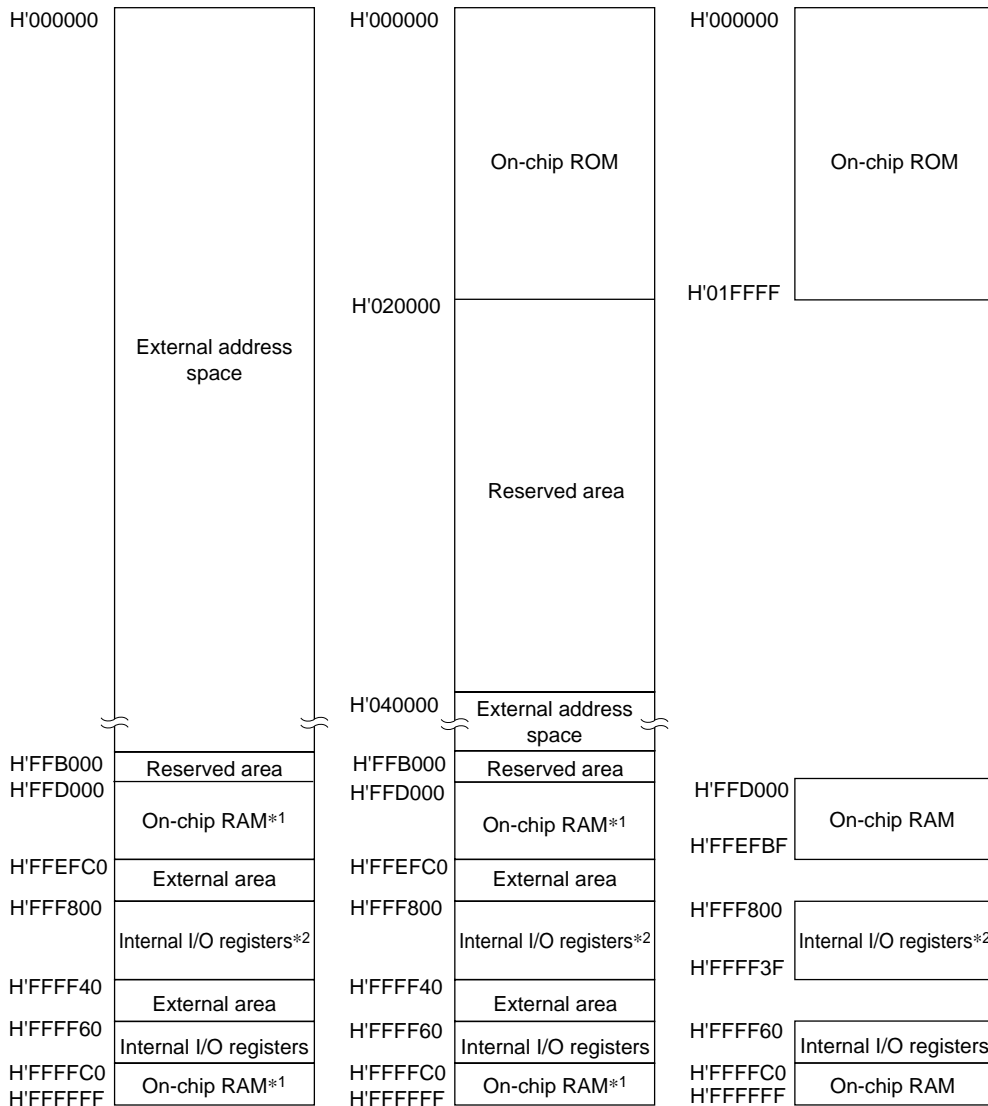 H'000000
External address
space
H'FFB000
Reserved area
H'FFD000
On-chip RAM*1
H'FFEFC0
External area
H'FFF800
Internal I/O registers*2
H'FFFF40
External area
H'FFFF60
Internal I/O registers
H'FFFFC0
On-chip RAM*1
H'FFFFFF
H'000000
On-chip ROM
H'020000
Reserved area
H'040000
External address
space
H'FFB000
Reserved area
H'FFD000
On-chip RAM*1
H'FFEFC0
External area
H'FFF800
Internal I/O registers*2
H'FFFF40
External area
H'FFFF60
Internal I/O registers
H'FFFFC0
On-chip RAM*1
H'FFFFFF
H'000000
On-chip ROM
H'01FFFF
H'FFD000
On-chip RAM
H'FFEFBF
H'FFF800
Internal I/O registers*2
H'FFFF3F
H'FFFF60
Internal I/O registers
H'FFFFC0
On-chip RAM
H'FFFFFF